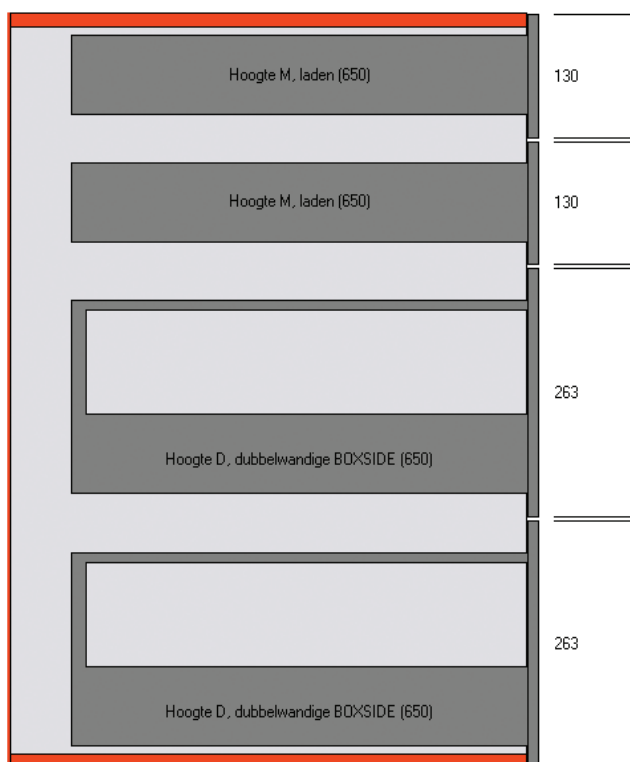 Hoogte M, laden (650)
130
Hoogte M, laden (650)
130
263
Hoogte D, dubbelwandige BOXSIDE (650)
263
Hoogte D, dubbelwandige BOXSIDE (650)